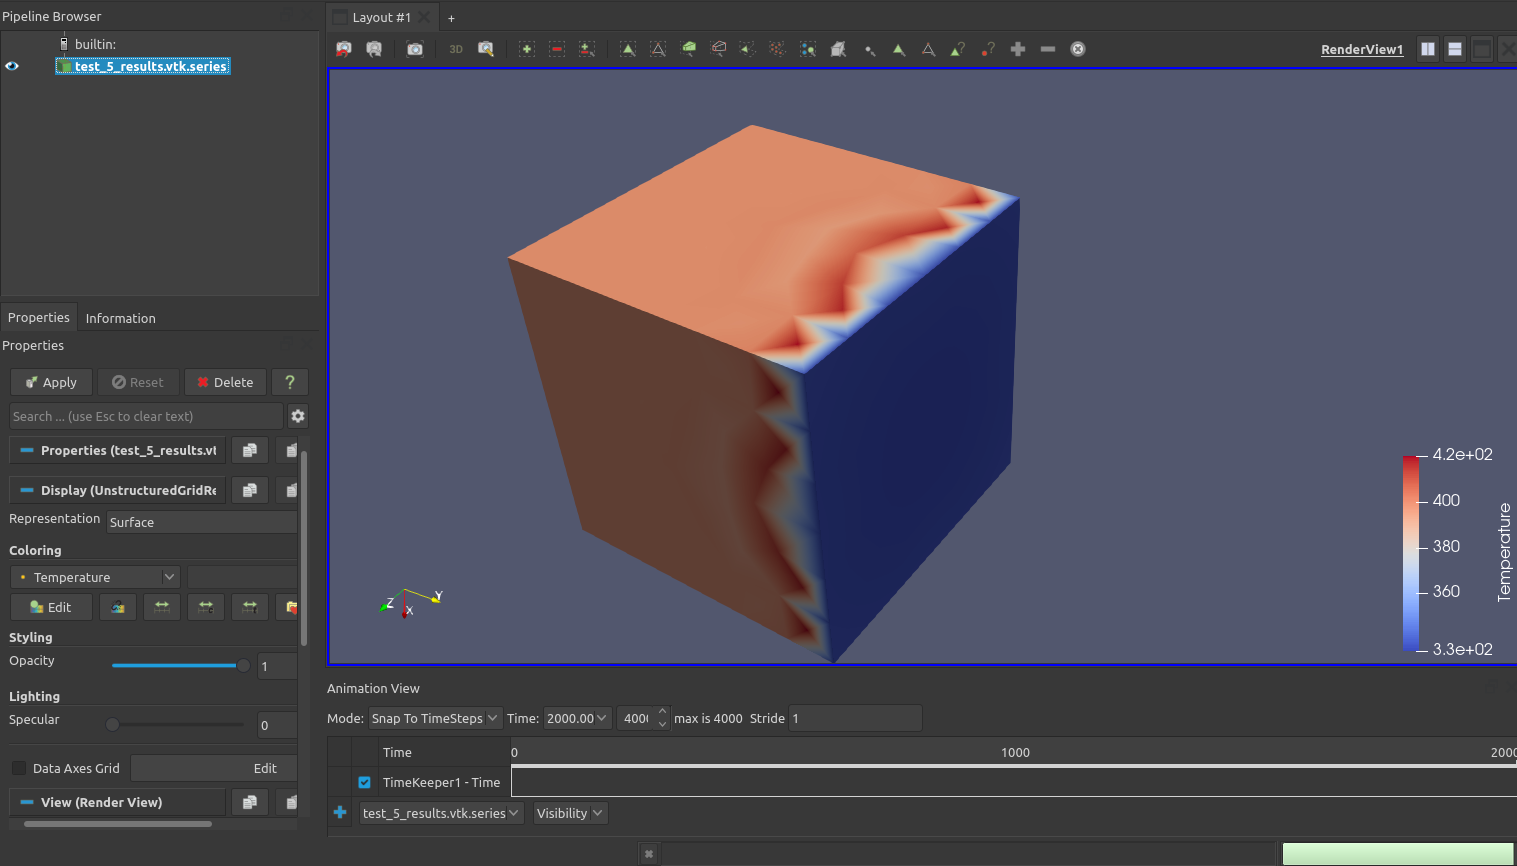 Pipeline Browser
builtin:
test_5_results.vtk.series
Properties Information
Properties
Apply Reset Delete ?
Search ... (use Esc to clear text)
Properties (test_5_results.vt
Display (UnstructuredGridRe
Representation Surface
Coloring
Temperature
Edit
Styling
Opacity 1
Lighting
Specular 0
Data Axes Grid Edit
View (Render View)
Layout #1 +
3D
RenderView1
Z Y X
4.2e+02
400
380
360
3.3e+02
Temperature
Animation View
Mode: Snap To TimeSteps Time: 2000.00 400( max is 4000 Stride 1
Time 0 1000 2000
TimeKeeper1 - Time
test_5_results.vtk.series Visibility